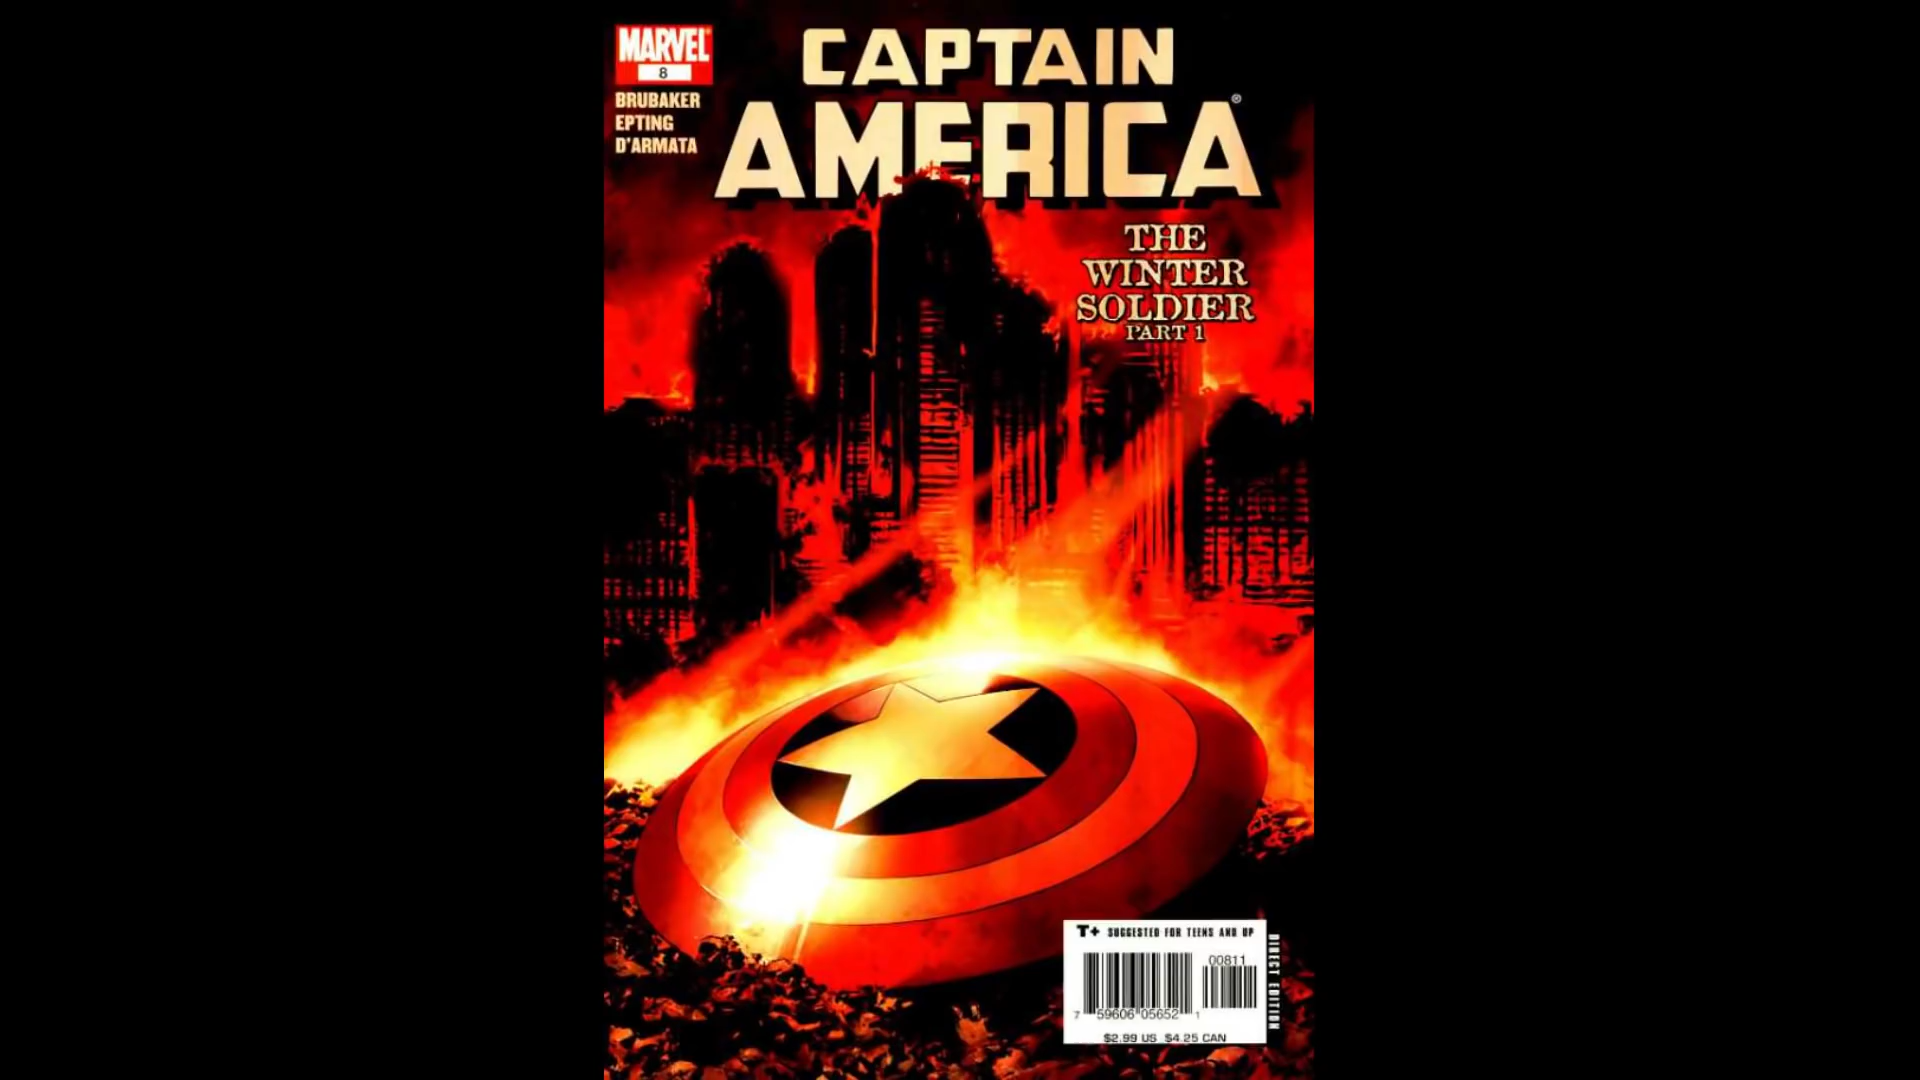 MARVEL
8
BRUBAKER
EPTING
D'ARMATA
CAPTAIN
AMERICA®
THE
WINTER
SOLDIER
PART 1
T+ SUGGESTED FOR TEENS AND UP
00811
7 59606 05652 1
$2.99 US $4.25 CAN
DIRECT EDITION